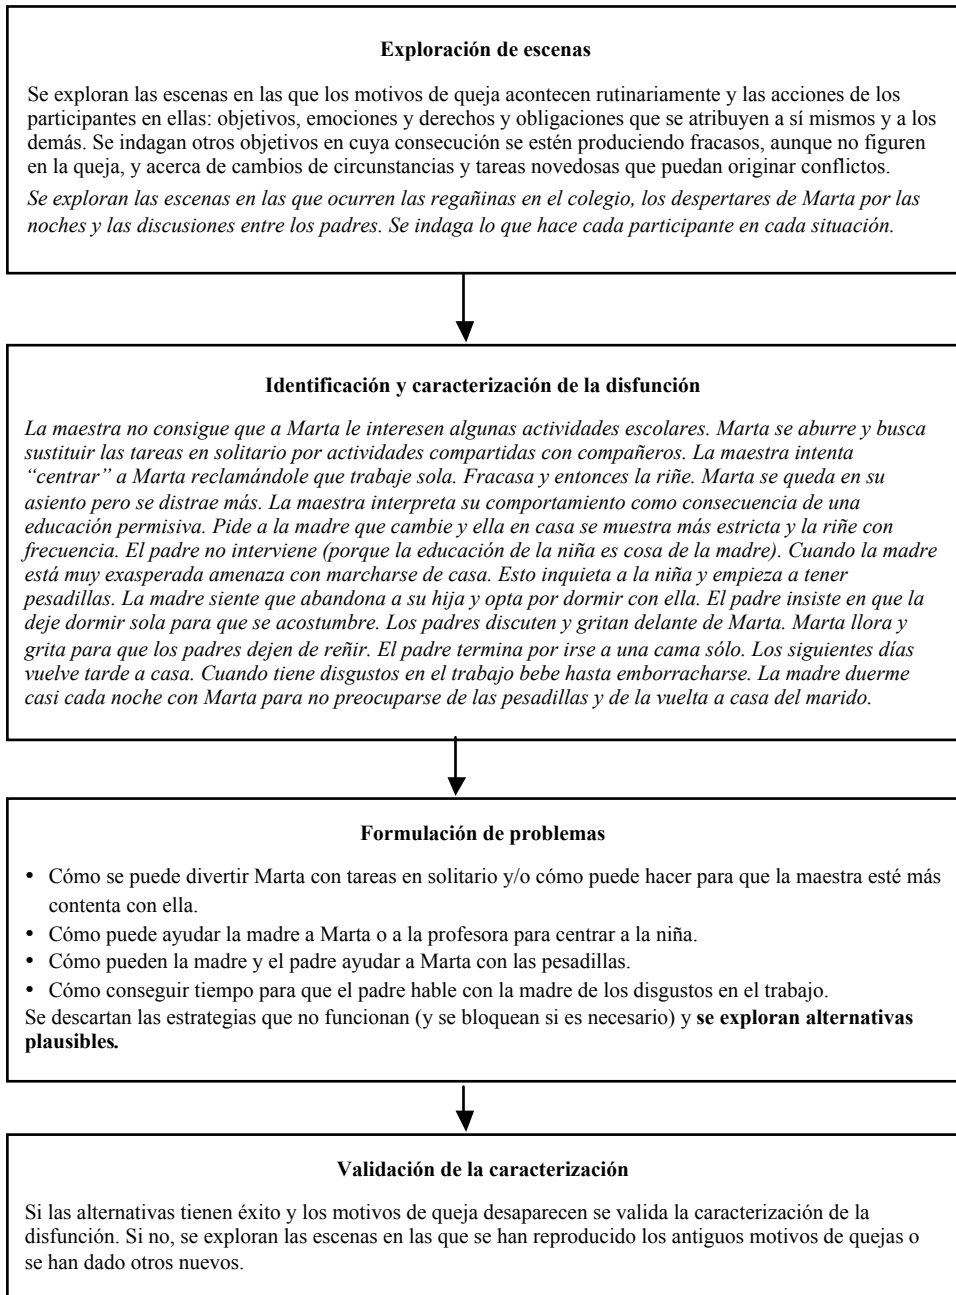 Exploración de escenas
Se exploran las escenas en las que los motivos de queja acontecen rutinariamente y las acciones de los
participantes en ellas: objetivos, emociones y derechos y obligaciones que se atribuyen a sí mismos y a los
demás. Se indagan otros objetivos en cuya consecución se estén produciendo fracasos, aunque no figuren
en la queja, y acerca de cambios de circunstancias y tareas novedosas que puedan originar conflictos.
Se exploran las escenas en las que ocurren las regañinas en el colegio, los despertares de Marta por las
noches y las discusiones entre los padres. Se indaga lo que hace cada participante en cada situación.
Identificación y caracterización de la disfunción
La maestra no consigue que a Marta le interesen algunas actividades escolares. Marta se aburre y busca
sustituir las tareas en solitario por actividades compartidas con compañeros. La maestra intenta
“centrar” a Marta reclamándole que trabaje sola. Fracasa y entonces la riñe. Marta se queda en su
asiento pero se distrae más. La maestra interpreta su comportamiento como consecuencia de una
educación permisiva. Pide a la madre que cambie y ella en casa se muestra más estricta y la riñe con
frecuencia. El padre no interviene (porque la educación de la niña es cosa de la madre). Cuando la madre
está muy exasperada amenaza con marcharse de casa. Esto inquieta a la niña y empieza a tener
pesadillas. La madre siente que abandona a su hija y opta por dormir con ella. El padre insiste en que la
deje dormir sola para que se acostumbre. Los padres discuten y gritan delante de Marta. Marta llora y
grita para que los padres dejen de reñir. El padre termina por irse a una cama sólo. Los siguientes días
vuelve tarde a casa. Cuando tiene disgustos en el trabajo bebe hasta emborracharse. La madre duerme
casi cada noche con Marta para no preocuparse de las pesadillas y de la vuelta a casa del marido.
Formulación de problemas
• Cómo se puede divertir Marta con tareas en solitario y/o cómo puede hacer para que la maestra esté más
contenta con ella.
• Cómo puede ayudar la madre a Marta o a la profesora para centrar a la niña.
• Cómo pueden la madre y el padre ayudar a Marta con las pesadillas.
• Cómo conseguir tiempo para que el padre hable con la madre de los disgustos en el trabajo.
Se descartan las estrategias que no funcionan (y se bloquean si es necesario) y se exploran alternativas
plausibles.
Validación de la caracterización
Si las alternativas tienen éxito y los motivos de queja desaparecen se valida la caracterización de la
disfunción. Si no, se exploran las escenas en las que se han reproducido los antiguos motivos de quejas o
se han dado otros nuevos.